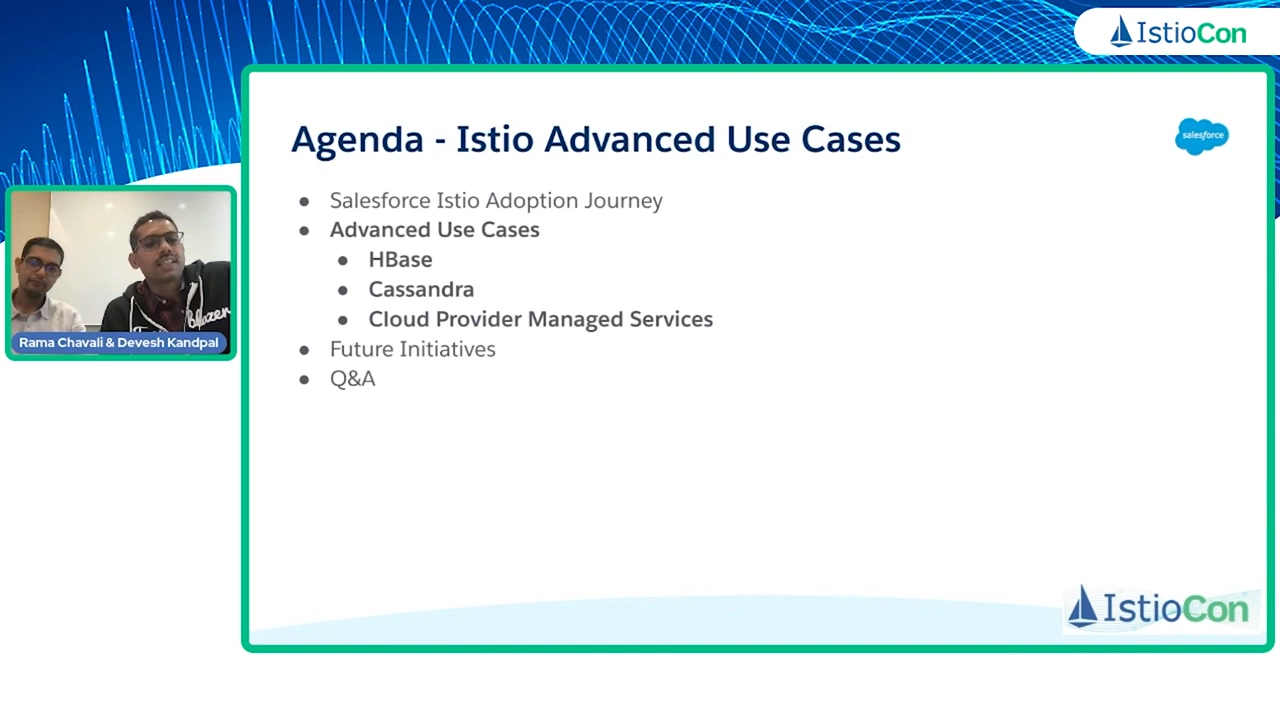 IstioCon
Agenda - Istio Advanced Use Cases
salesforce
● Salesforce Istio Adoption Journey
● Advanced Use Cases
● HBase
● Cassandra
● Cloud Provider Managed Services
● Future Initiatives
● Q&A
Rama Chavali & Devesh Kandpal
IstioCon